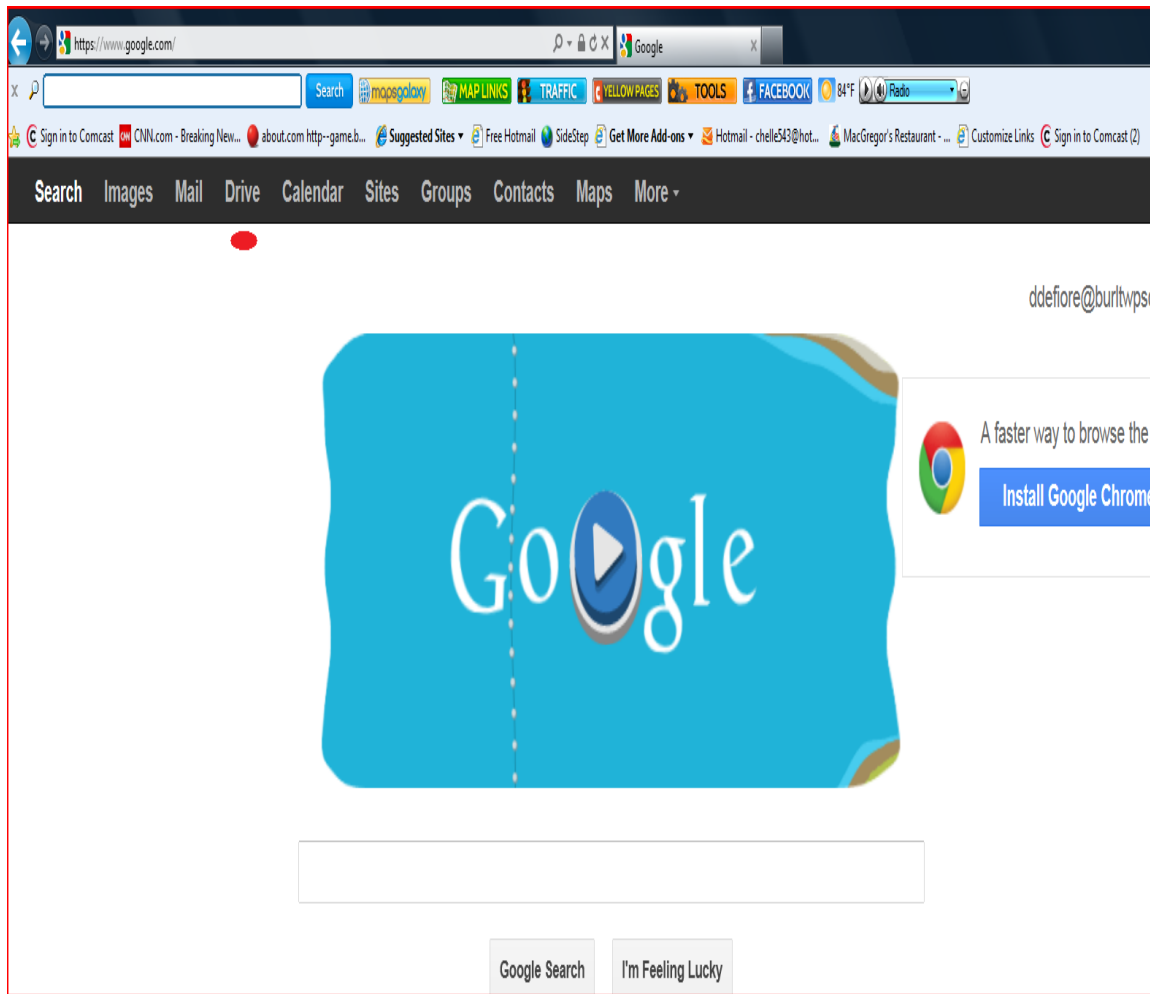 https://www.google.com/ Google
Search mapsgalaxy MAP LINKS TRAFFIC YELLOW PAGES TOOLS FACEBOOK 84°F Radio
Sign in to Comcast CNN.com - Breaking New... about.com http--game.b... Suggested Sites Free Hotmail SideStep Get More Add-ons Hotmail - chelle543@hot... MacGregor's Restaurant - ... Customize Links Sign in to Comcast (2)
Search Images Mail Drive Calendar Sites Groups Contacts Maps More
ddefiore@burltwps
A faster way to browse the
Install Google Chrome
Google
Google Search I'm Feeling Lucky